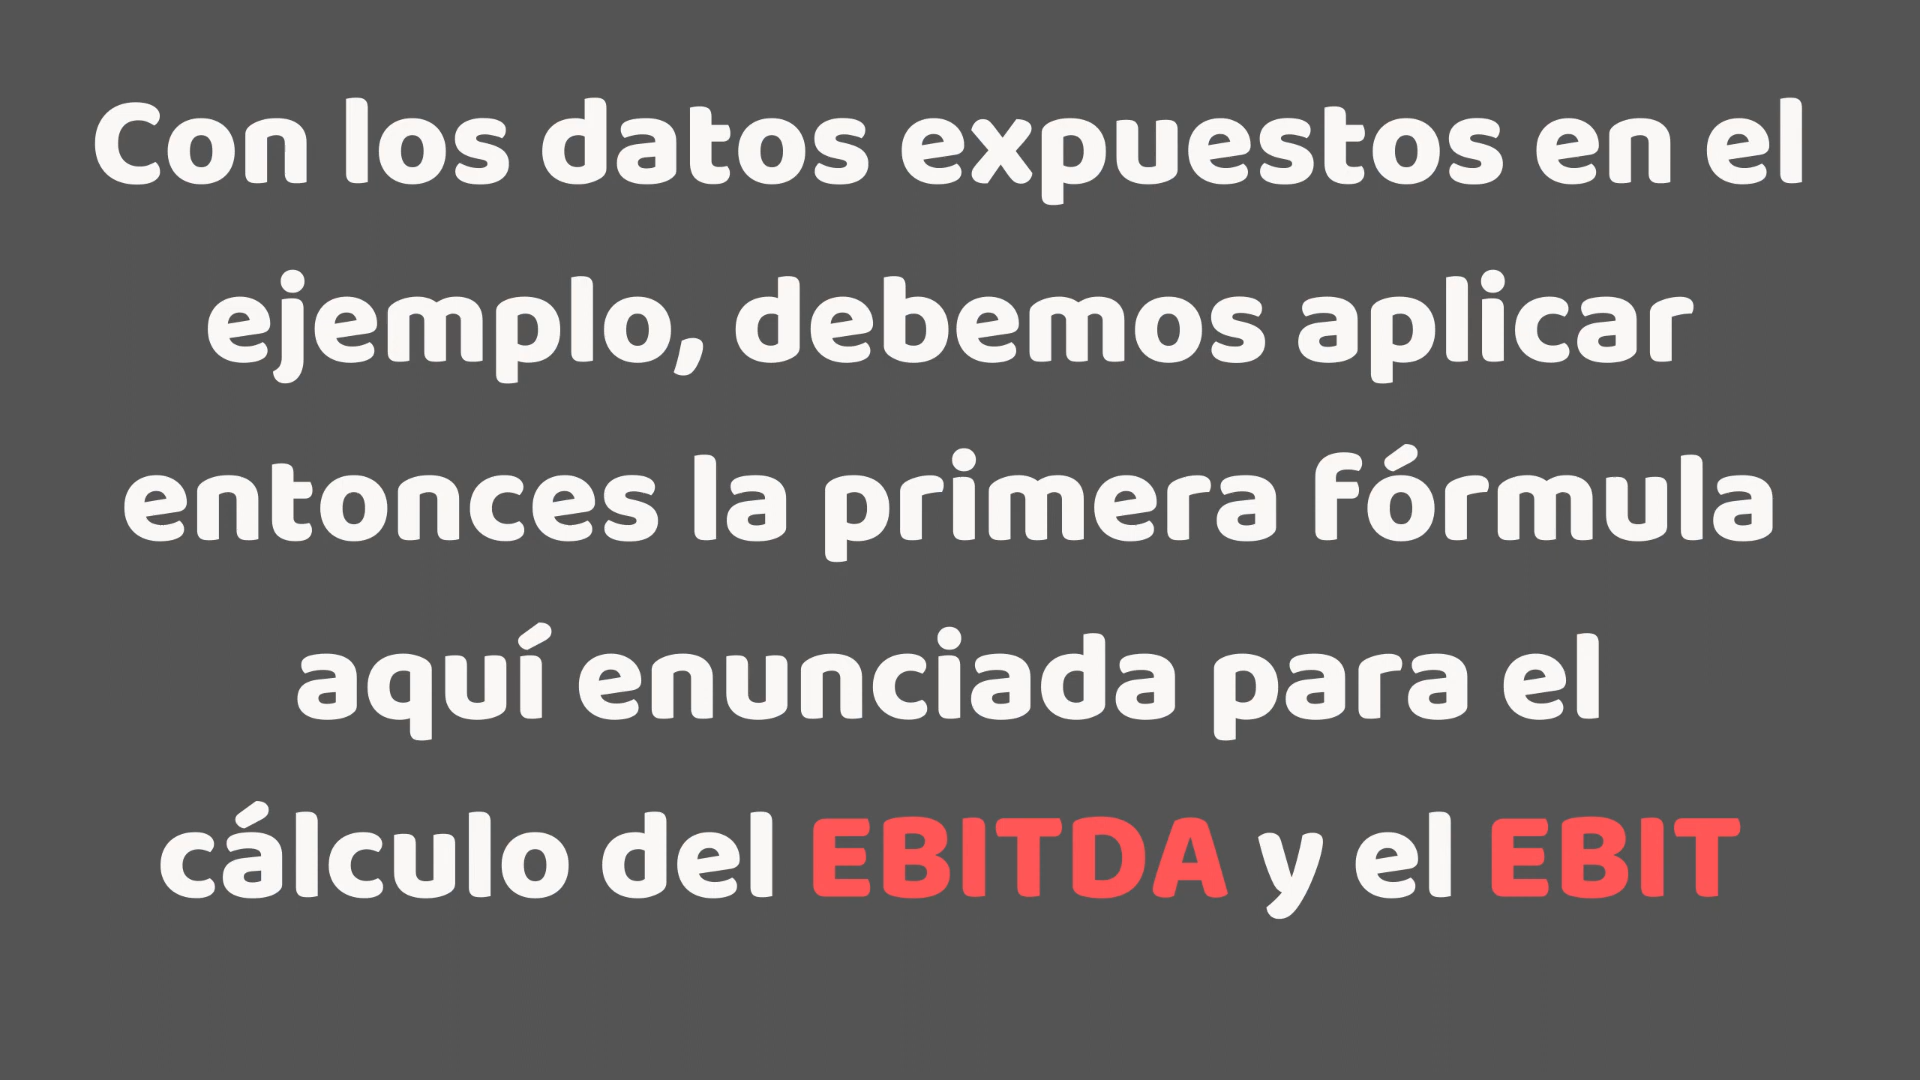 Con los datos expuestos en el
ejemplo, debemos aplicar
entonces la primera fórmula
aquí enunciada para el
cálculo del EBITDA y el EBIT